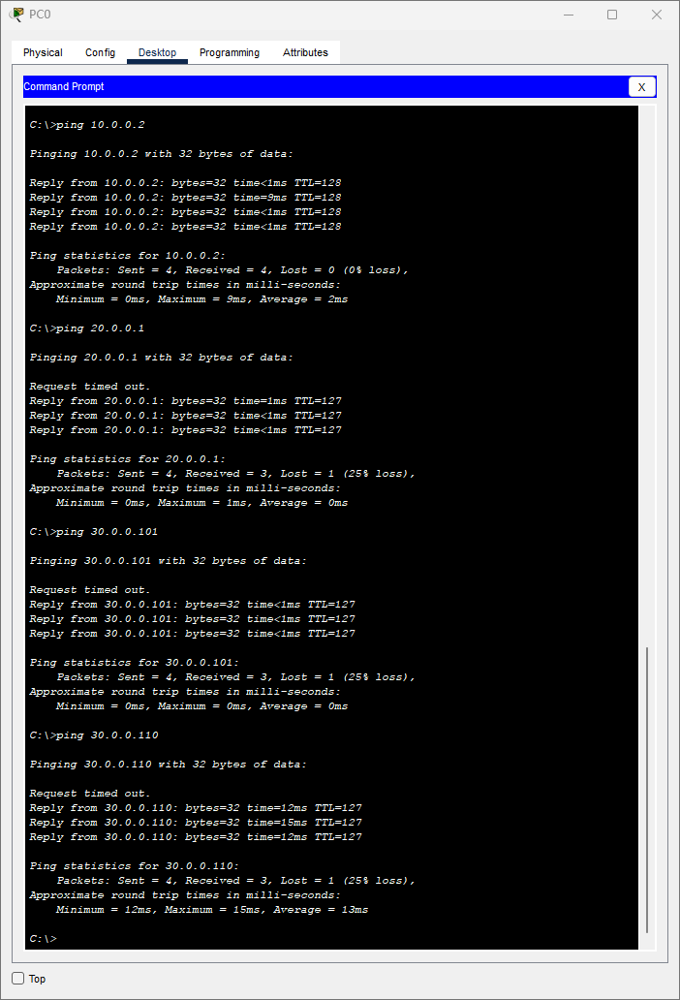 PC0
Physical Config Desktop Programming Attributes
Command Prompt
X
C:\>ping 10.0.0.2
Pinging 10.0.0.2 with 32 bytes of data:
Reply from 10.0.0.2: bytes=32 time<1ms TTL=128
Reply from 10.0.0.2: bytes=32 time=9ms TTL=128
Reply from 10.0.0.2: bytes=32 time<1ms TTL=128
Reply from 10.0.0.2: bytes=32 time<1ms TTL=128
Ping statistics for 10.0.0.2:
Packets: Sent = 4, Received = 4, Lost = 0 (0% loss),
Approximate round trip times in milli-seconds:
Minimum = 0ms, Maximum = 9ms, Average = 2ms
C:\>ping 20.0.0.1
Pinging 20.0.0.1 with 32 bytes of data:
Request timed out.
Reply from 20.0.0.1: bytes=32 time=1ms TTL=127
Reply from 20.0.0.1: bytes=32 time<1ms TTL=127
Reply from 20.0.0.1: bytes=32 time<1ms TTL=127
Ping statistics for 20.0.0.1:
Packets: Sent = 4, Received = 3, Lost = 1 (25% loss),
Approximate round trip times in milli-seconds:
Minimum = 0ms, Maximum = 1ms, Average = 0ms
C:\>ping 30.0.0.101
Pinging 30.0.0.101 with 32 bytes of data:
Request timed out.
Reply from 30.0.0.101: bytes=32 time<1ms TTL=127
Reply from 30.0.0.101: bytes=32 time<1ms TTL=127
Reply from 30.0.0.101: bytes=32 time<1ms TTL=127
Ping statistics for 30.0.0.101:
Packets: Sent = 4, Received = 3, Lost = 1 (25% loss),
Approximate round trip times in milli-seconds:
Minimum = 0ms, Maximum = 0ms, Average = 0ms
C:\>ping 30.0.0.110
Pinging 30.0.0.110 with 32 bytes of data:
Request timed out.
Reply from 30.0.0.110: bytes=32 time=12ms TTL=127
Reply from 30.0.0.110: bytes=32 time=15ms TTL=127
Reply from 30.0.0.110: bytes=32 time=12ms TTL=127
Ping statistics for 30.0.0.110:
Packets: Sent = 4, Received = 3, Lost = 1 (25% loss),
Approximate round trip times in milli-seconds:
Minimum = 12ms, Maximum = 15ms, Average = 13ms
C:\>
Top